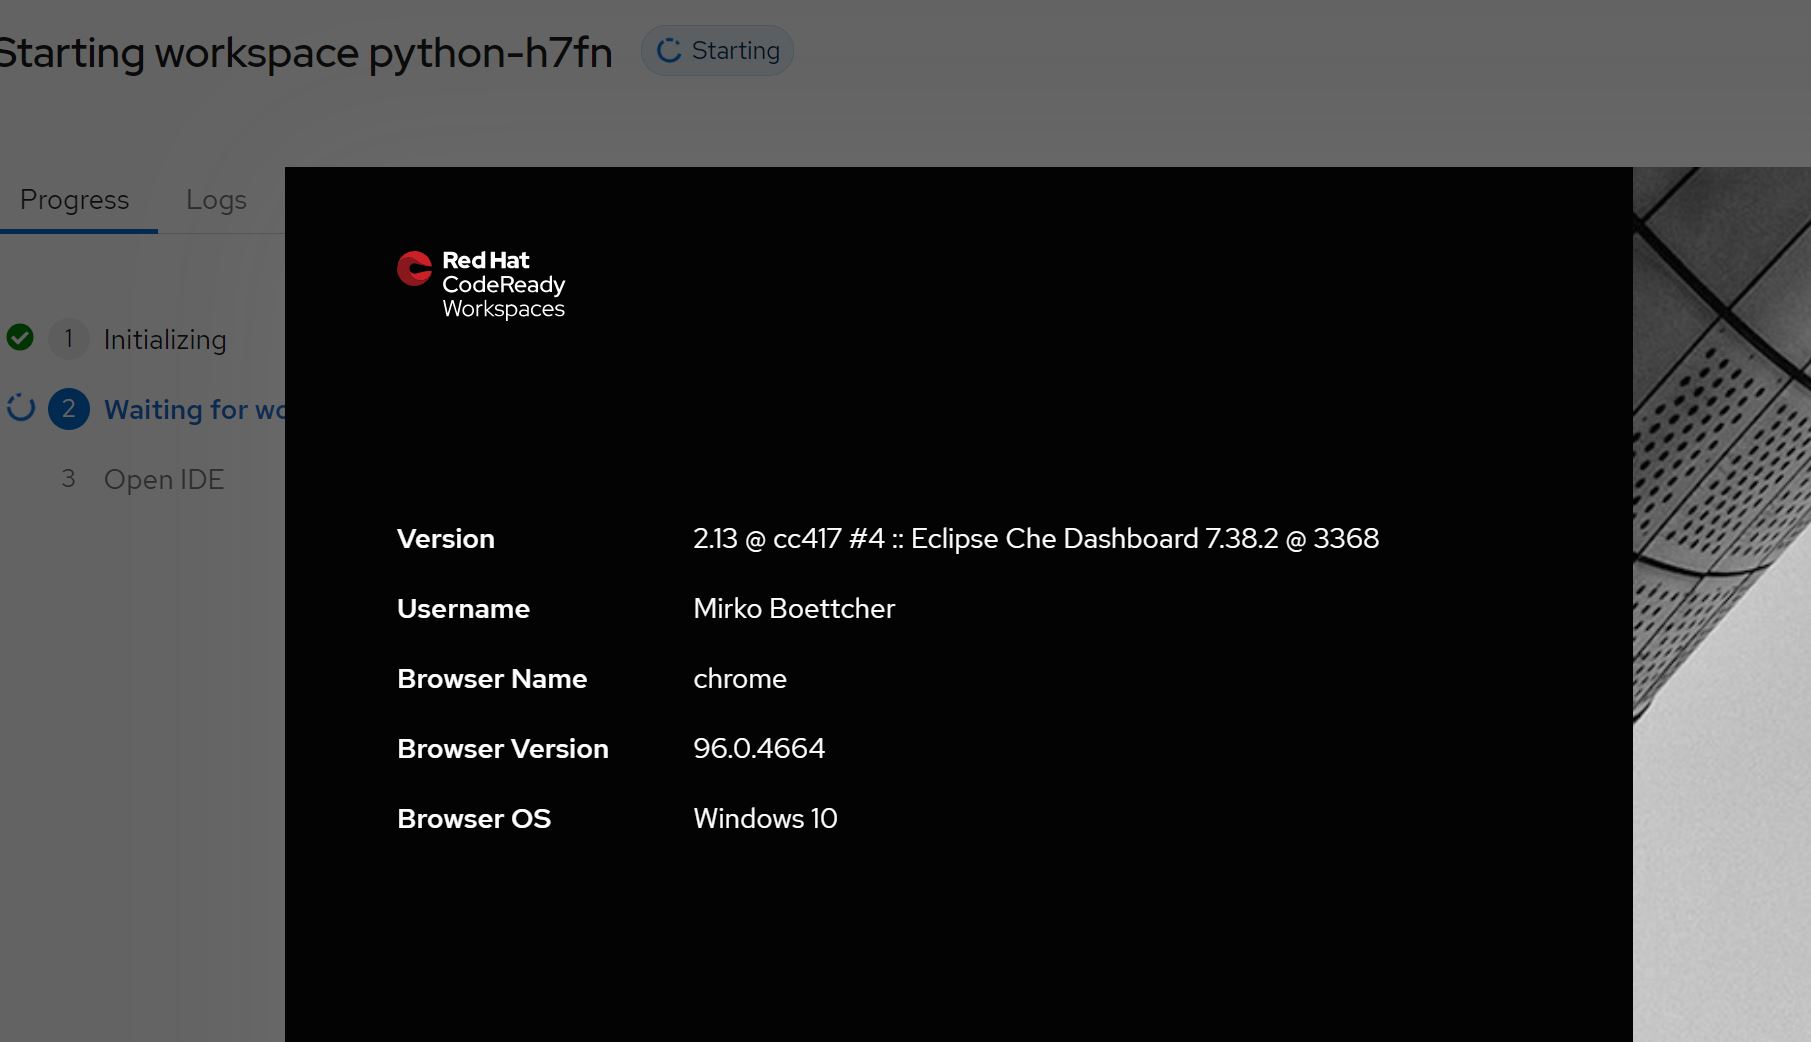 Starting workspace python-h7fn
Starting
Progress
Logs
1 Initializing
2 Waiting for
3 Open IDE
Red Hat
CodeReady
Workspaces
Version 2.13 @ cc417 #4 :: Eclipse Che Dashboard 7.38.2 @ 3368
Username Mirko Boettcher
Browser Name chrome
Browser Version 96.0.4664
Browser OS Windows 10